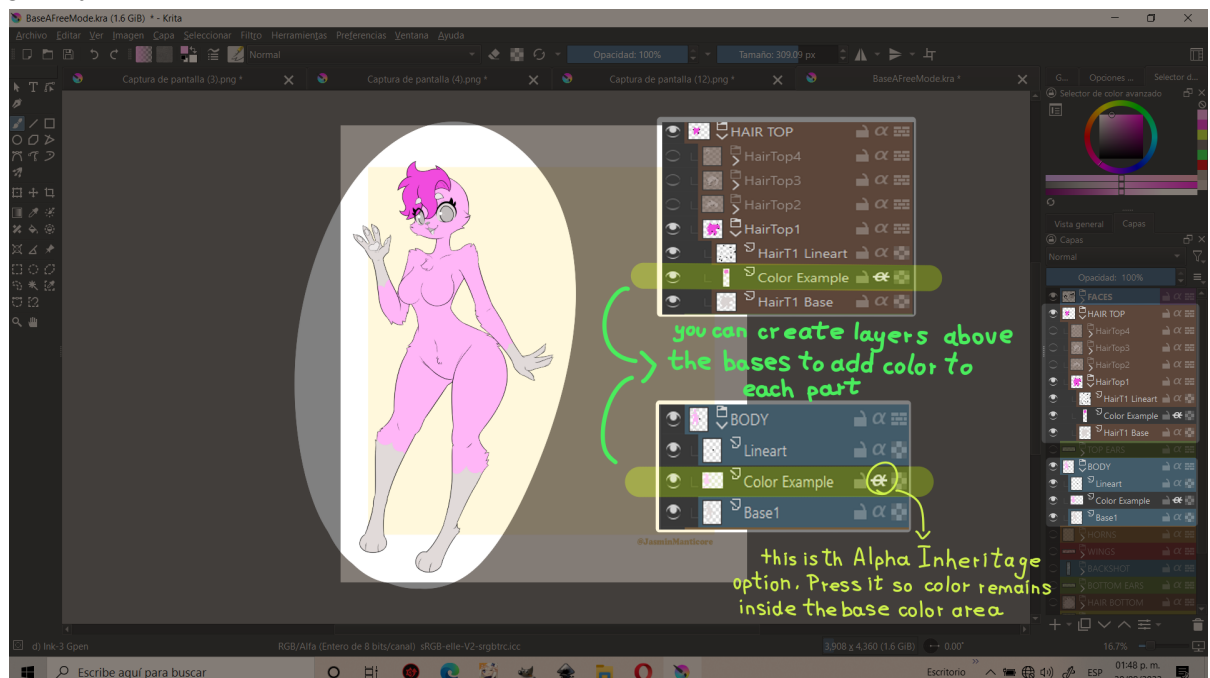 BaseAFreeMode.kra (1.6 GiB) * - Krita
Archivo Editar Ver Imagen Capa Seleccionar Filtro Herramientas Preferencias Ventana Ayuda
Normal Opacidad: 100% Tamaño: 309.09 px
Captura de pantalla (3).png * Captura de pantalla (4).png * Captura de pantalla (12).png * BaseAFreeMode.kra *
G... Opciones ... Selector d...
Selector de color avanzado
HAIR TOP
HairTop4
HairTop3
HairTop2
HairTop1
HairT1 Lineart
Color Example
HairT1 Base
you can create layers above
the bases to add color to
each part
BODY
Lineart
Color Example
Base1
@JazminManticore
this is th Alpha Inheritage
option. Press it so color remains
inside the base color area
Vista general Capas
Capas
Normal
Opacidad: 100%
FACES
HAIR TOP
HairTop4
HairTop3
HairTop2
HairTop1
HairT1 Lineart
Color Example
HairT1 Base
TOP EARS
BODY
Lineart
Color Example
Base1
HORNS
WINGS
BACKSHOT
BOTTOM EARS
HAIR BOTTOM
d) Ink-3 Gpen RGB/Alfa (Entero de 8 bits/canal) sRGB-elle-V2-srgbtrc.icc 3,908 x 4,360 (1.6 GiB) 0.00° 16.7%
Escribe aquí para buscar Escritorio ESP 01:48 p. m.